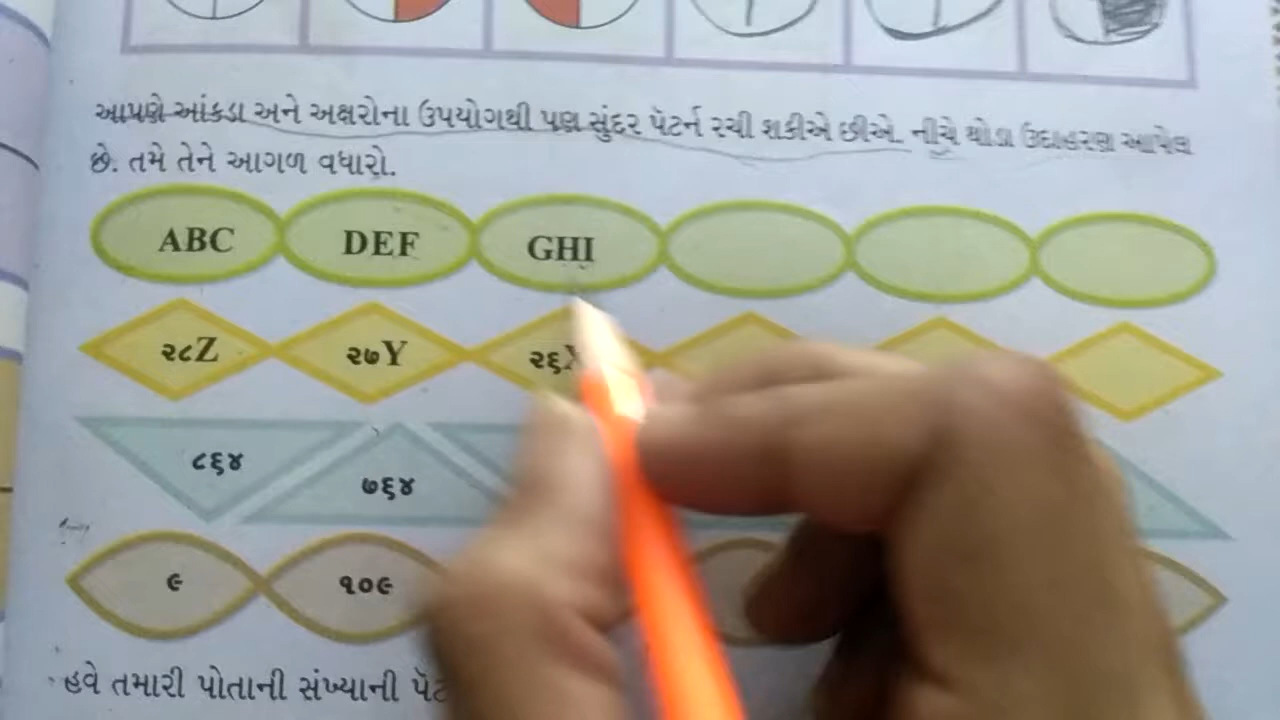 આપણે આંકડા અને અક્ષરોના ઉપયોગથી પણ સુંદર પૅટર્ન રચી શકીએ છીએ. નીચે થોડા ઉદાહરણ આપેલ
છે. તમે તેને આગળ વધારો.
ABC DEF GHI
૨૮Z ૨૭Y ૨૬X
૮૬૪ ૭૬૪
૯ ૧૦૯
હવે તમારી પોતાની સંખ્યાની